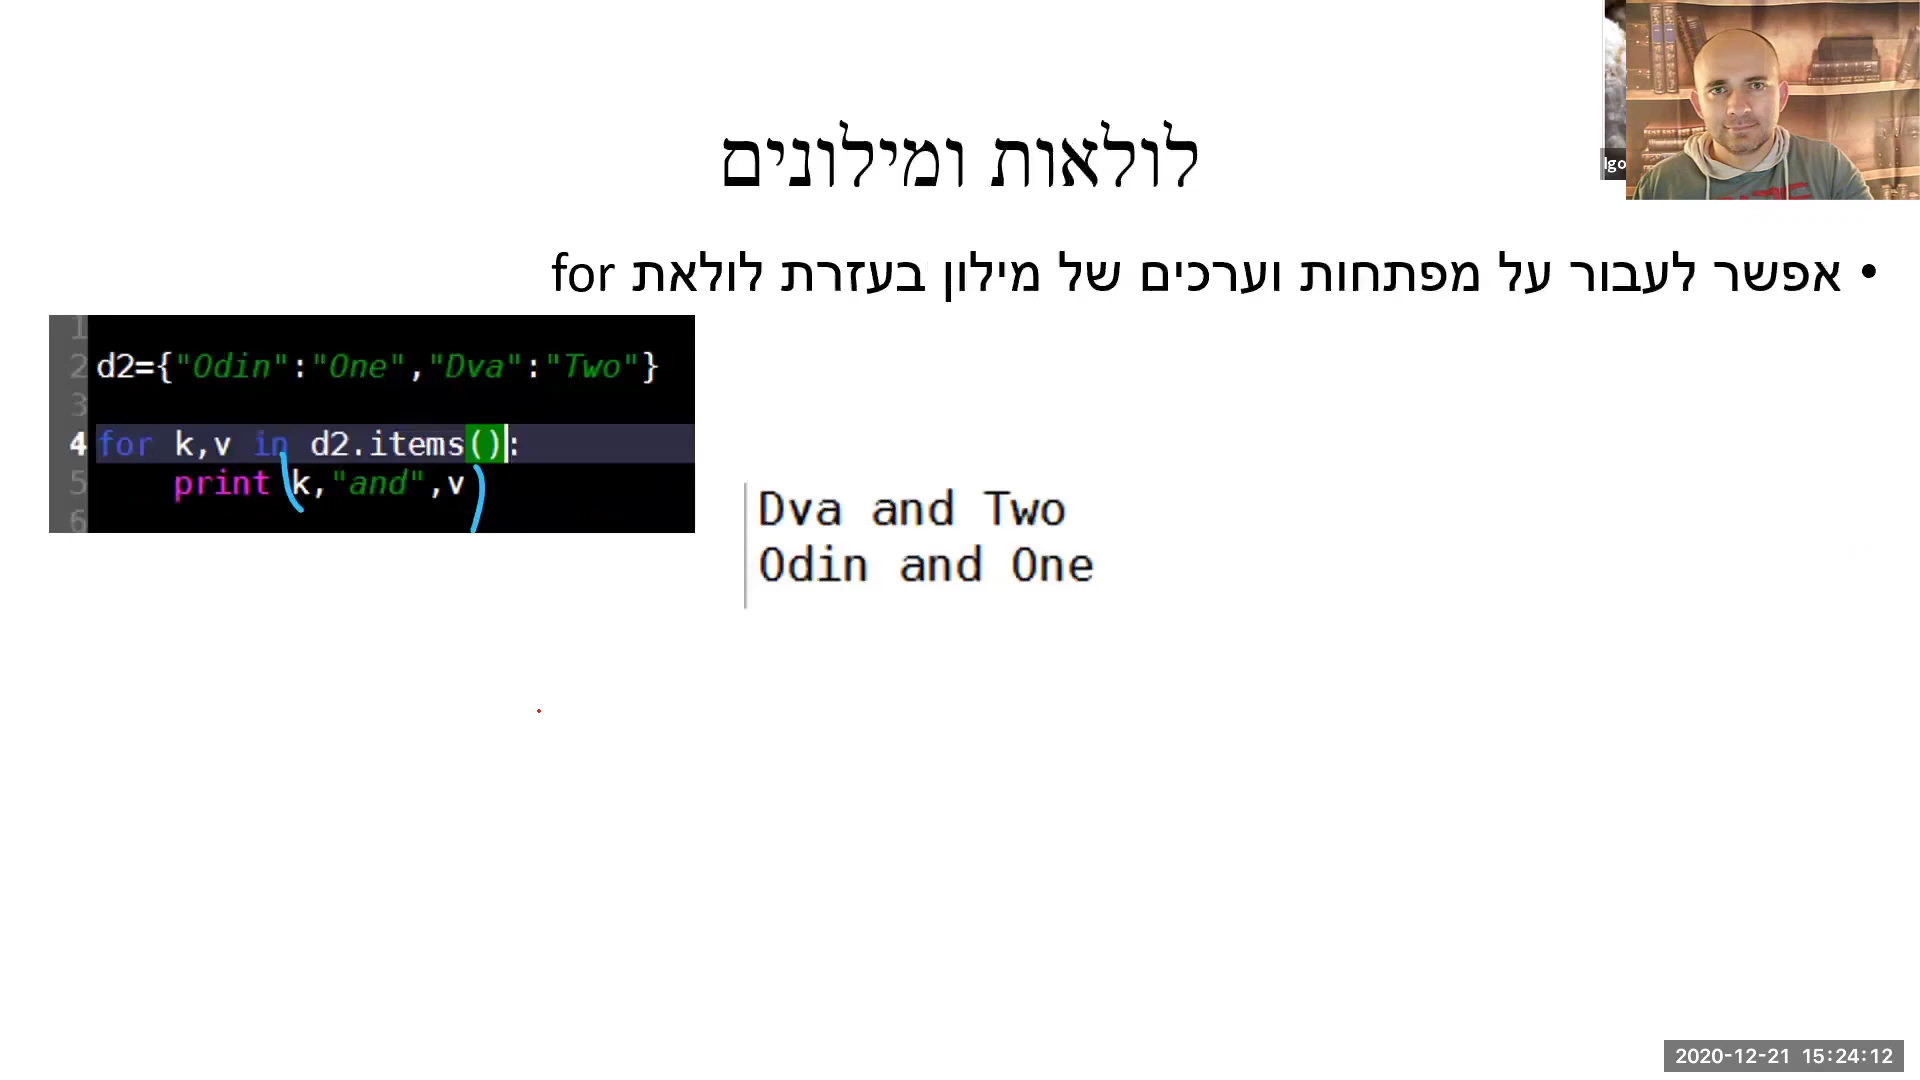 לולאות ומילונים
• אפשר לעבור על מפתחות וערכים של מילון בעזרת לולאת for
1
2 d2={"Odin":"One","Dva":"Two"}
3
4 for k,v in d2.items():
5 print (k,"and",v)
6
Dva and Two
Odin and One
Igo
2020-12-21 15:24:12